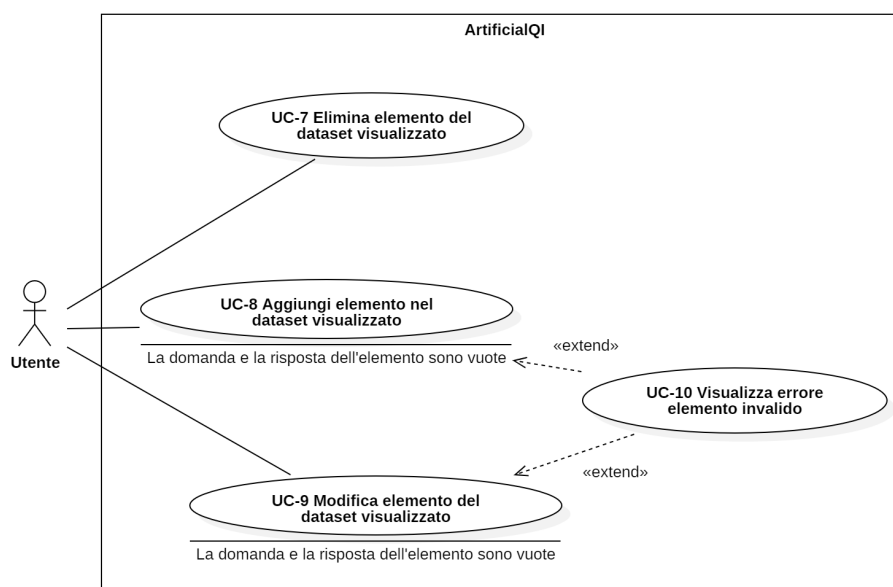 ArtificialQI
UC-7 Elimina elemento del
dataset visualizzato
UC-8 Aggiungi elemento nel
dataset visualizzato
La domanda e la risposta dell'elemento sono vuote
«extend»
Utente
UC-10 Visualizza errore
elemento invalido
«extend»
UC-9 Modifica elemento del
dataset visualizzato
La domanda e la risposta dell'elemento sono vuote